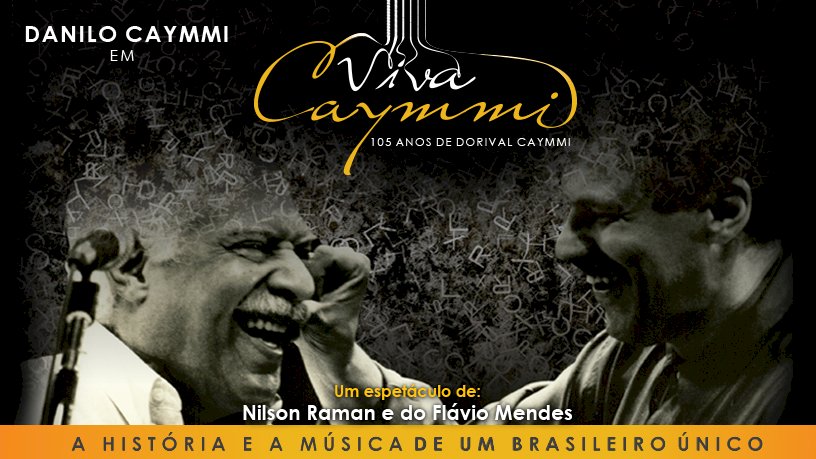 DANILO CAYMMI
EM
Viva
Caymmi
105 ANOS DE DORIVAL CAYMMI
Um espetáculo de:
Nilson Raman e do Flávio Mendes
A HISTÓRIA E A MÚSICA DE UM BRASILEIRO ÚNICO